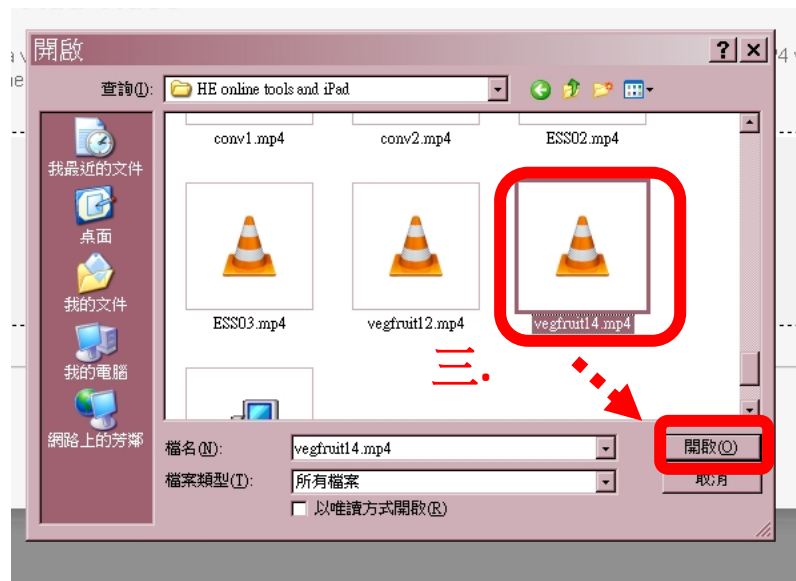 開啟
查詢(I):
HE online tools and iPad
我最近的文件
桌面
我的文件
我的電腦
網路上的芳鄰
conv1.mp4 conv2.mp4 ESS02.mp4
ESS03.mp4 vegfruit12.mp4 vegfruit14.mp4
三.
檔名(N): vegfruit14.mp4 開啟(O)
檔案類型(T): 所有檔案 取消
以唯讀方式開啟(R)